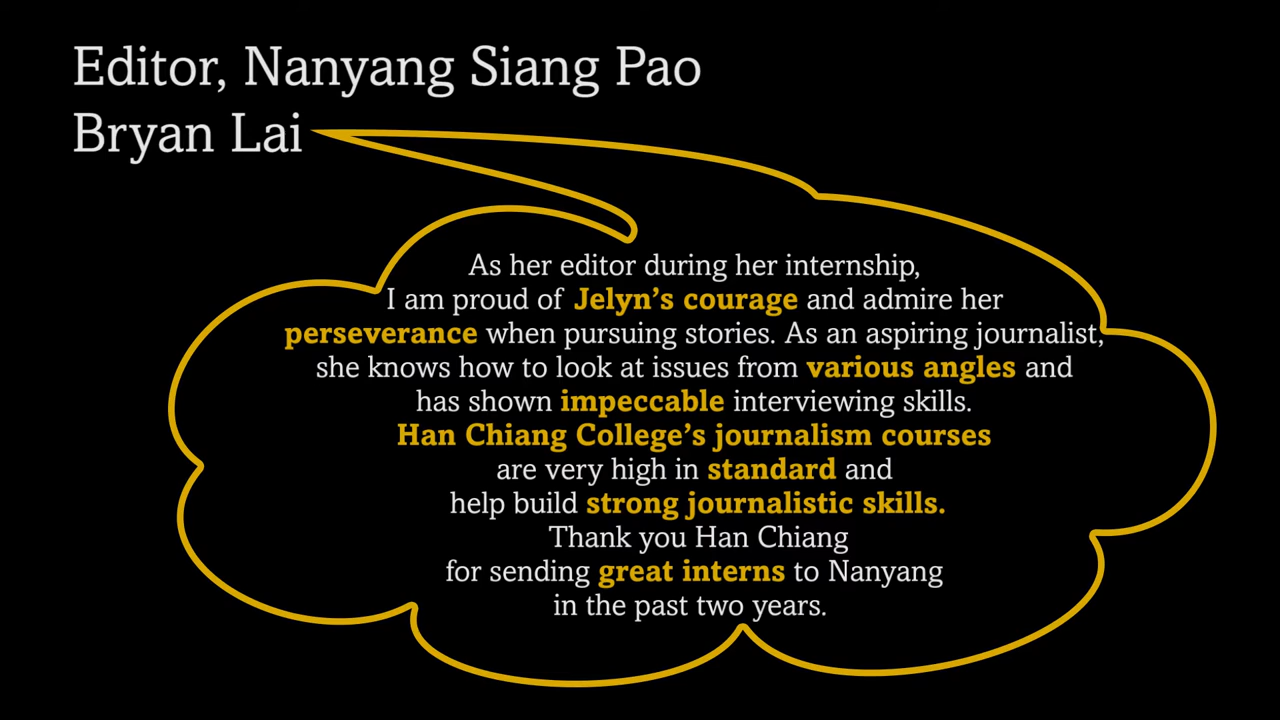 Editor, Nanyang Siang Pao
Bryan Lai
As her editor during her internship,
I am proud of Jelyn’s courage and admire her
perseverance when pursuing stories. As an aspiring journalist,
she knows how to look at issues from various angles and
has shown impeccable interviewing skills.
Han Chiang College’s journalism courses
are very high in standard and
help build strong journalistic skills.
Thank you Han Chiang
for sending great interns to Nanyang
in the past two years.